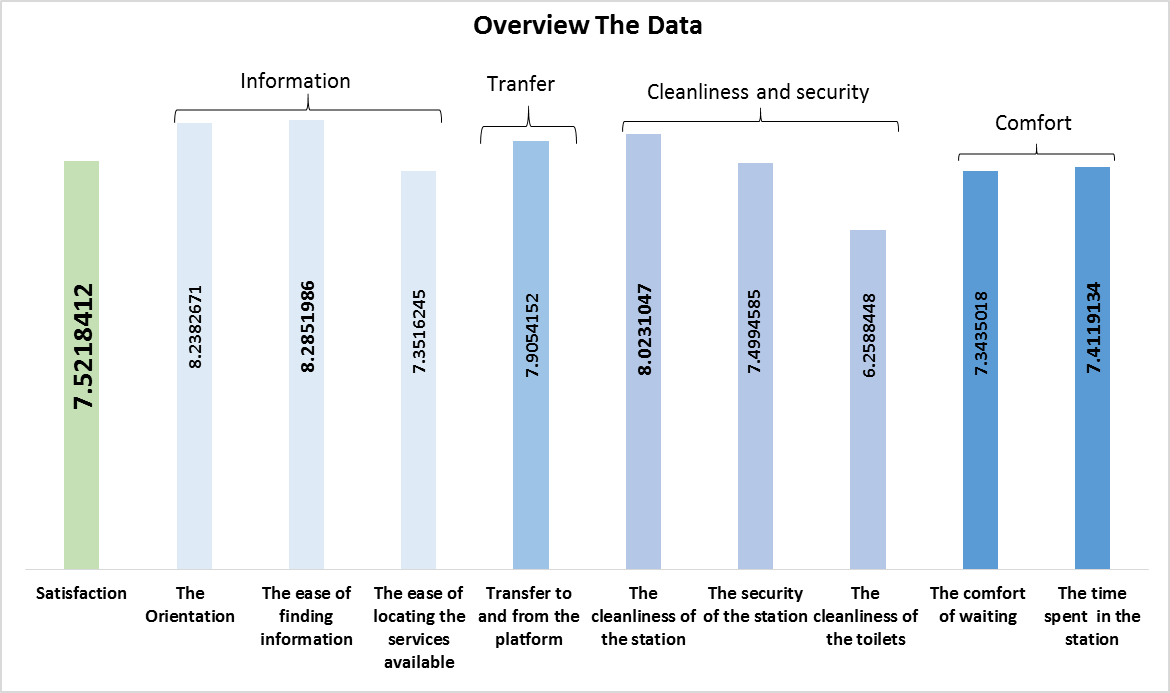 Overview The Data
Information
Tranfer
Cleanliness and security
Comfort
7.5218412
8.2382671
8.2851986
7.3516245
7.9054152
8.0231047
7.4994585
6.2588448
7.3435018
7.4119134
Satisfaction
The
Orientation
The ease of
finding
information
The ease of
locating the
services
available
Transfer to
and from the
platform
The
cleanliness of
the station
The security
of the station
The
cleanliness of
the toilets
The comfort
of waiting
The time
spent  in the
station